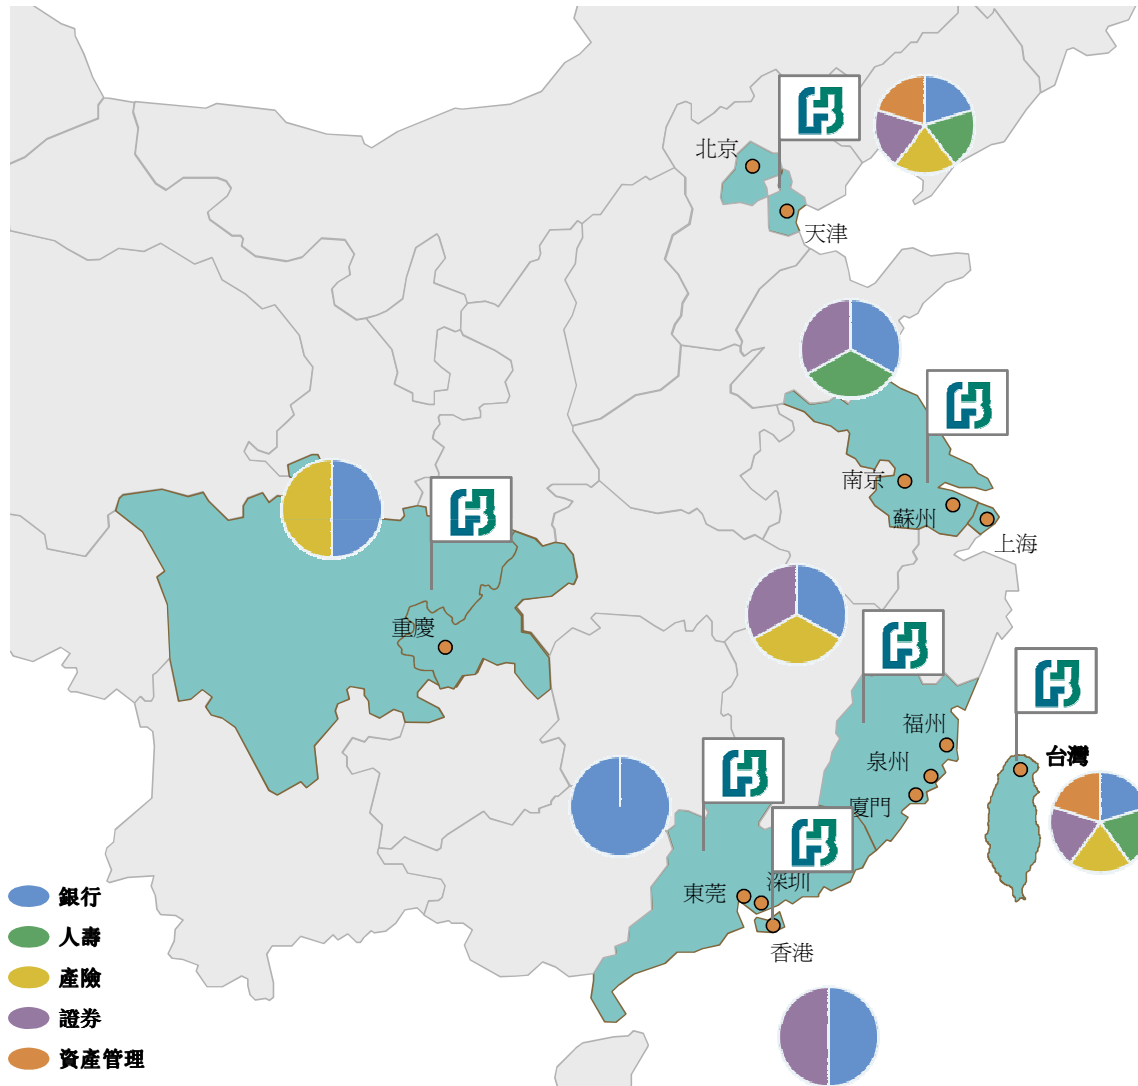 北京
天津
南京
蘇州
上海
重慶
福州
泉州
廈門
台灣
東莞
深圳
香港
銀行
人壽
產險
證券
資產管理